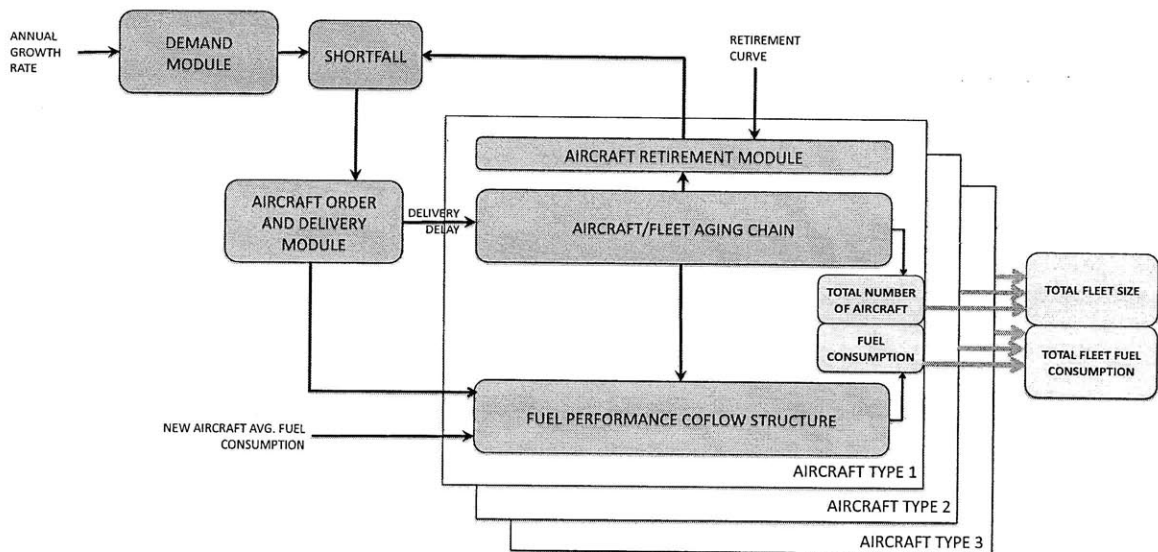 ANNUAL
GROWTH
RATE
DEMAND
MODULE
SHORTFALL
RETIREMENT
CURVE
AIRCRAFT RETIREMENT MODULE
AIRCRAFT ORDER
AND DELIVERY
MODULE
DELIVERY
DELAY
AIRCRAFT/FLEET AGING CHAIN
TOTAL NUMBER
OF AIRCRAFT
FUEL
CONSUMPTION
TOTAL FLEET SIZE
TOTAL FLEET FUEL
CONSUMPTION
NEW AIRCRAFT AVG. FUEL
CONSUMPTION
FUEL PERFORMANCE COFLOW STRUCTURE
AIRCRAFT TYPE 1
AIRCRAFT TYPE 2
AIRCRAFT TYPE 3